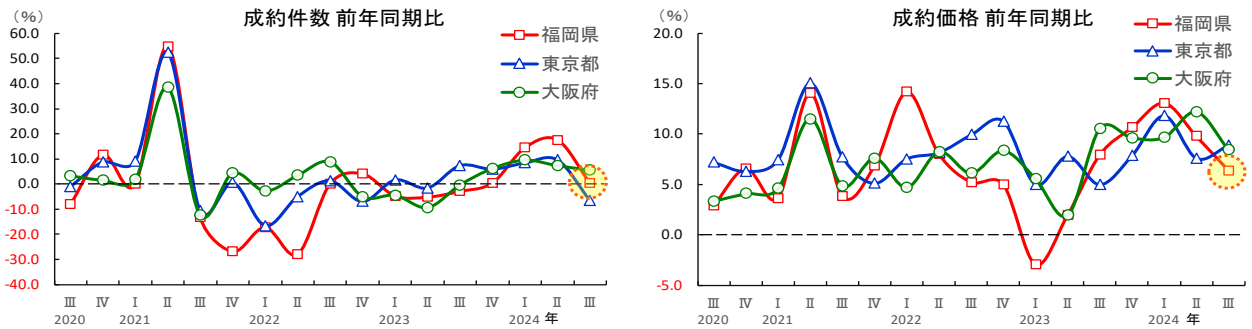 (%)
成約件数 前年同期比
60.0
50.0
40.0
30.0
20.0
10.0
0.0
-10.0
-20.0
-30.0
-40.0
福岡県
東京都
大阪府
Ⅲ Ⅳ Ⅰ Ⅱ Ⅲ Ⅳ Ⅰ Ⅱ Ⅲ Ⅳ Ⅰ Ⅱ Ⅲ Ⅳ Ⅰ Ⅱ Ⅲ
2020 2021 2022 2023 2024 年
(%)
成約価格 前年同期比
20.0
15.0
10.0
5.0
0.0
-5.0
福岡県
東京都
大阪府
Ⅲ Ⅳ Ⅰ Ⅱ Ⅲ Ⅳ Ⅰ Ⅱ Ⅲ Ⅳ Ⅰ Ⅱ Ⅲ Ⅳ Ⅰ Ⅱ Ⅲ
2020 2021 2022 2023 2024 年